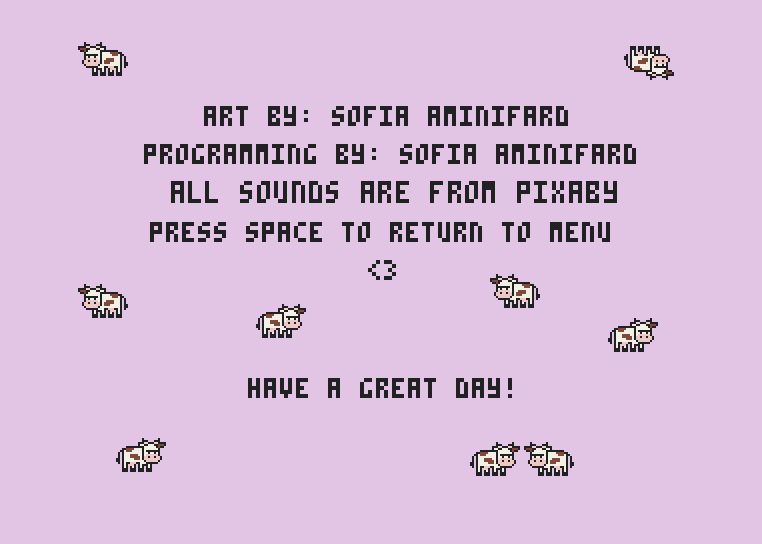 ART BY: SOFIA AMINIFARD
PROGRAMMING BY: SOFIA AMINIFARD
ALL SOUNDS ARE FROM PIXABY
PRESS SPACE TO RETURN TO MENU
<3
HAVE A GREAT DAY!